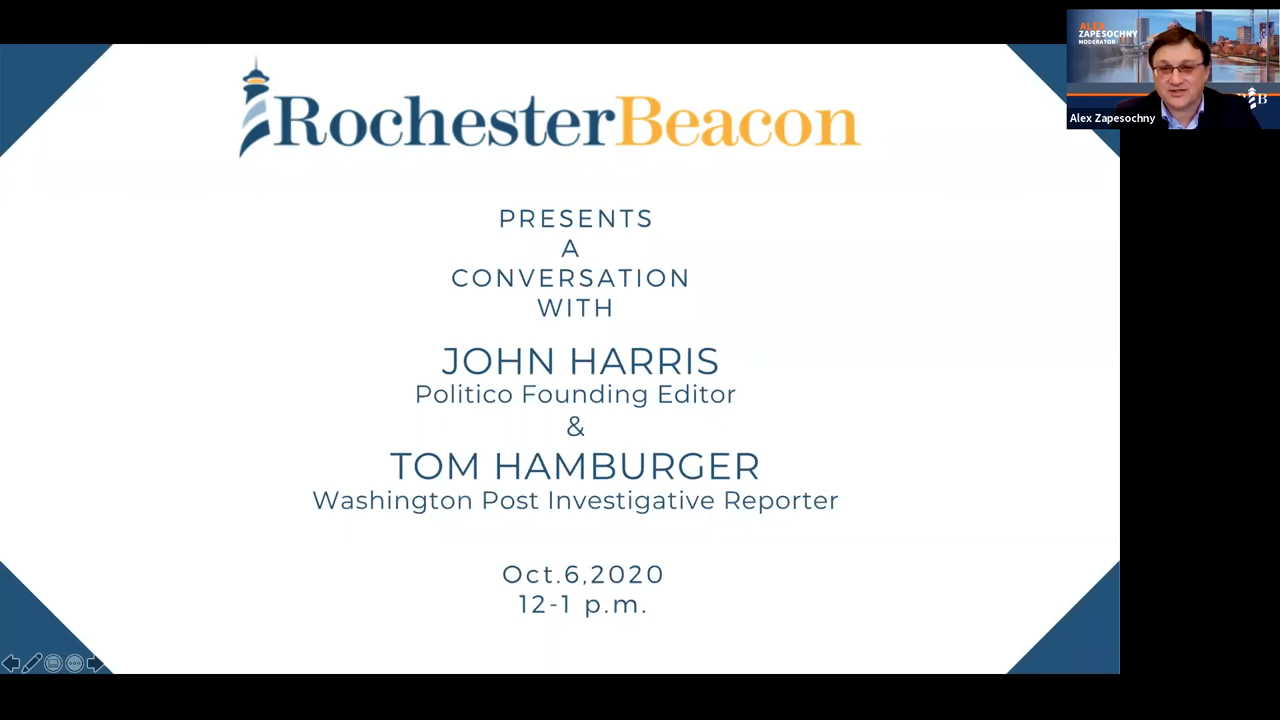 RochesterBeacon
PRESENTS
A
CONVERSATION
WITH
JOHN HARRIS
Politico Founding Editor
&
TOM HAMBURGER
Washington Post Investigative Reporter
Oct.6,2020
12-1 p.m.
ALEX
ZAPESOCHNY
MODERATOR
B
Alex Zapesochny